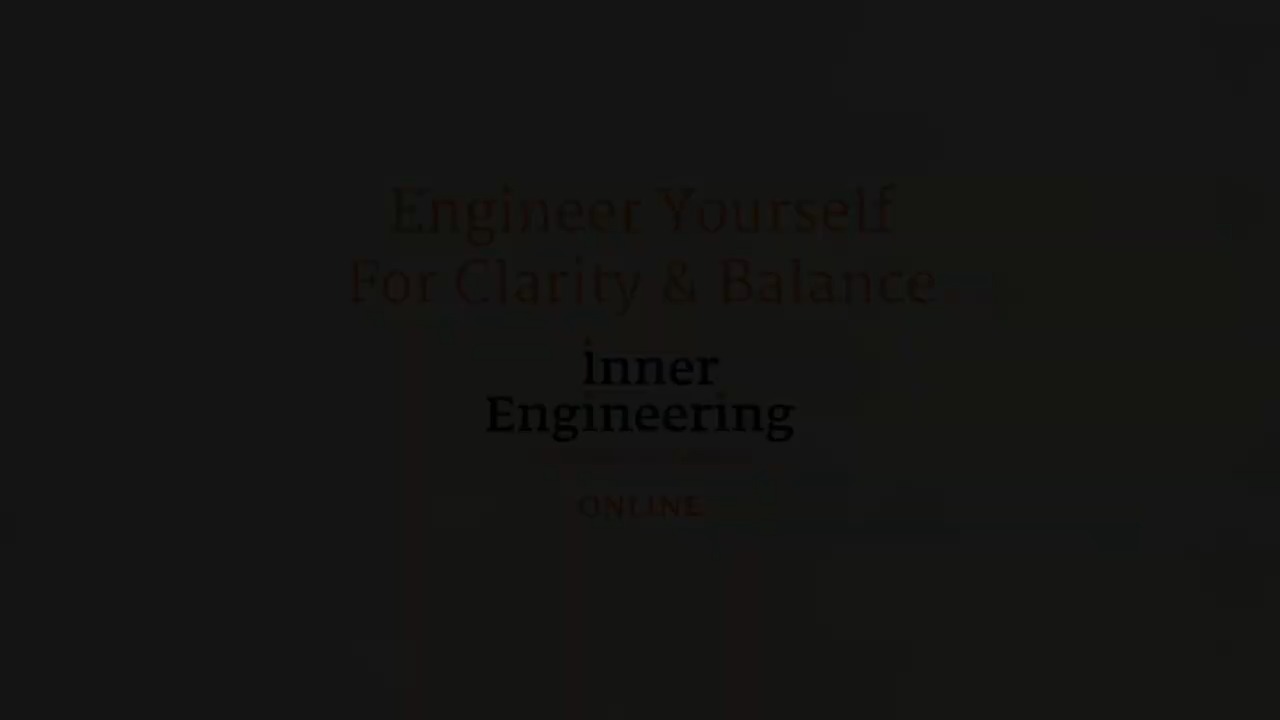 Engineer Yourself
For Clarity & Balance
inner
Engineering
ONLINE